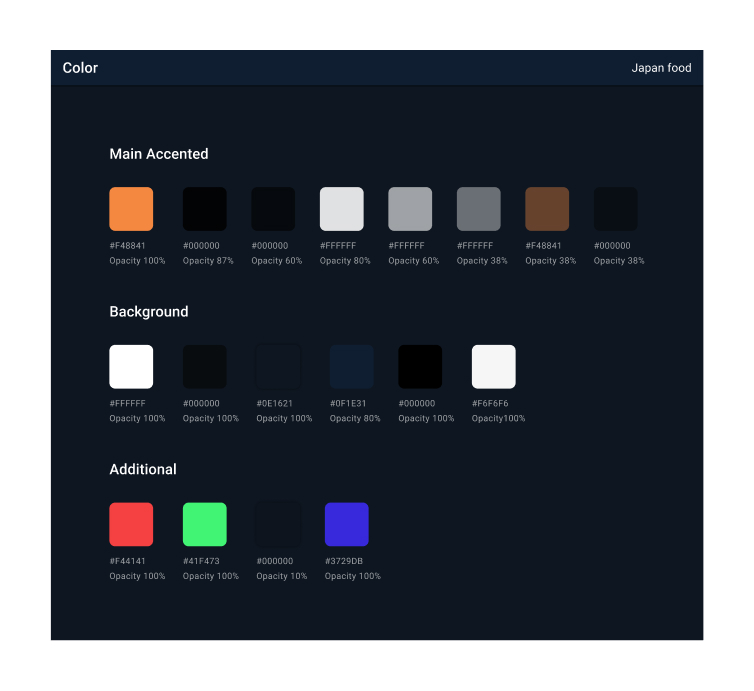 Color
Japan food
Main Accented
#F48841 #000000 #000000 #FFFFFF #FFFFFF #FFFFFF #F48841 #000000
Opacity 100% Opacity 87% Opacity 60% Opacity 80% Opacity 60% Opacity 38% Opacity 38% Opacity 38%
Background
#FFFFFF #000000 #0E1621 #0F1E31 #000000 #F6F6F6
Opacity 100% Opacity 100% Opacity 100% Opacity 80% Opacity 100% Opacity100%
Additional
#F44141 #41F473 #000000 #3729DB
Opacity 100% Opacity 100% Opacity 10% Opacity 100%